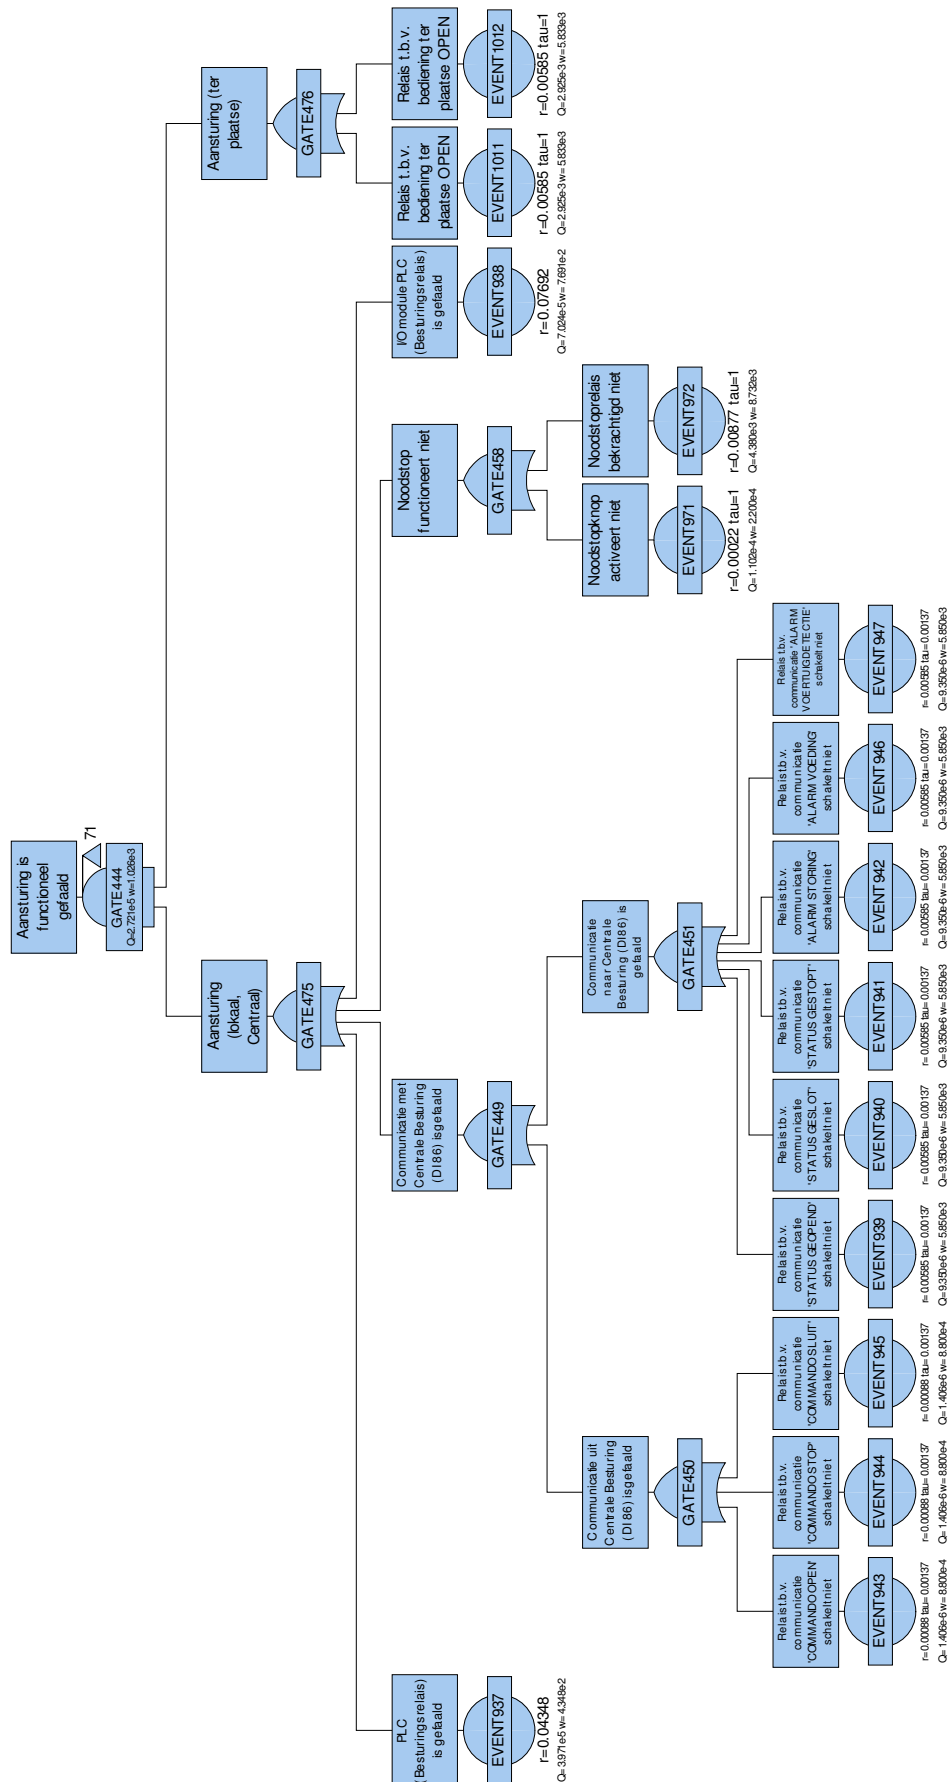 Aansturing is
functioneel
gefaald
71
GATE444
Q=2.721e-5 w=1.026e-3
Aansturing
(lokaal,
Centraal)
GATE475
Aansturing (ter
plaatse)
GATE476
PLC
(Besturingsrelais)
is gefaald
EVENT937
r=0.04348
Q=3.971e-5 w=4.348e-2
Communicatie met
Centrale Besturing
(DI86) is gefaald
GATE449
Noodstop
functioneert niet
GATE458
I/O module PLC
(Besturingsrelais)
is gefaald
EVENT938
r=0.07692
Q=7.024e-5 w=7.691e-2
Relais t.b.v.
bediening ter
plaatse OPEN
EVENT1011
r=0.00585 tau=1
Q=2.925e-3 w=5.833e-3
Relais t.b.v.
bediening ter
plaatse OPEN
EVENT1012
r=0.00585 tau=1
Q=2.925e-3 w=5.833e-3
Communicatie uit
Centrale Besturing
(DI86) is gefaald
GATE450
Communicatie
naar Centrale
Besturing (DI86) is
gefaald
GATE451
Noodstopknop
activeert niet
EVENT971
r=0.00022 tau=1
Q=1.102e-4 w=2.200e-4
Noodstoprelais
bekrachtigd niet
EVENT972
r=0.00877 tau=1
Q=4.380e-3 w=8.732e-3
Relais t.b.v.
communicatie
'COMMANDO OPEN'
schakelt niet
EVENT943
r=0.00088 tau=0.00137
Q=1.406e-6 w=8.800e-4
Relais t.b.v.
communicatie
'COMMANDO STOP'
schakelt niet
EVENT944
r=0.00088 tau=0.00137
Q=1.406e-6 w=8.800e-4
Relais t.b.v.
communicatie
'COMMANDO SLUIT'
schakelt niet
EVENT945
r=0.00088 tau=0.00137
Q=1.406e-6 w=8.800e-4
Relais t.b.v.
communicatie
'STATUS GEOPEND'
schakelt niet
EVENT939
r=0.00585 tau=0.00137
Q=9.350e-6 w=5.850e-3
Relais t.b.v.
communicatie
'STATUS GESLOT'
schakelt niet
EVENT940
r=0.00585 tau=0.00137
Q=9.350e-6 w=5.850e-3
Relais t.b.v.
communicatie
'STATUS GESTOPT'
schakelt niet
EVENT941
r=0.00585 tau=0.00137
Q=9.350e-6 w=5.850e-3
Relais t.b.v.
communicatie
'ALARM STORING'
schakelt niet
EVENT942
r=0.00585 tau=0.00137
Q=9.350e-6 w=5.850e-3
Relais t.b.v.
communicatie
'ALARM VOEDING'
schakelt niet
EVENT946
r=0.00585 tau=0.00137
Q=9.350e-6 w=5.850e-3
Relais t.b.v.
communicatie 'ALARM
VOERTUIGDETECTIE'
schakelt niet
EVENT947
r=0.00585 tau=0.00137
Q=9.350e-6 w=5.850e-3